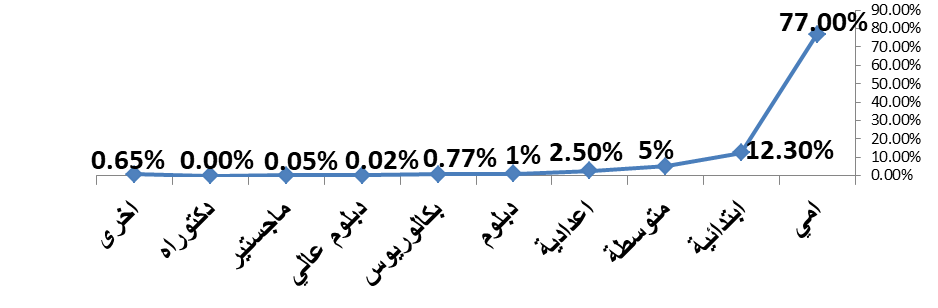 90.00%
80.00%
70.00%
60.00%
50.00%
40.00%
30.00%
20.00%
10.00%
0.00%
77.00%
12.30%
5%
2.50%
1%
0.77%
0.02%
0.05%
0.00%
0.65%
امي
ابتدائية
متوسطة
اعدادية
دبلوم
بكالوريوس
دبلوم عالي
ماجستير
دكتوراه
اخرى